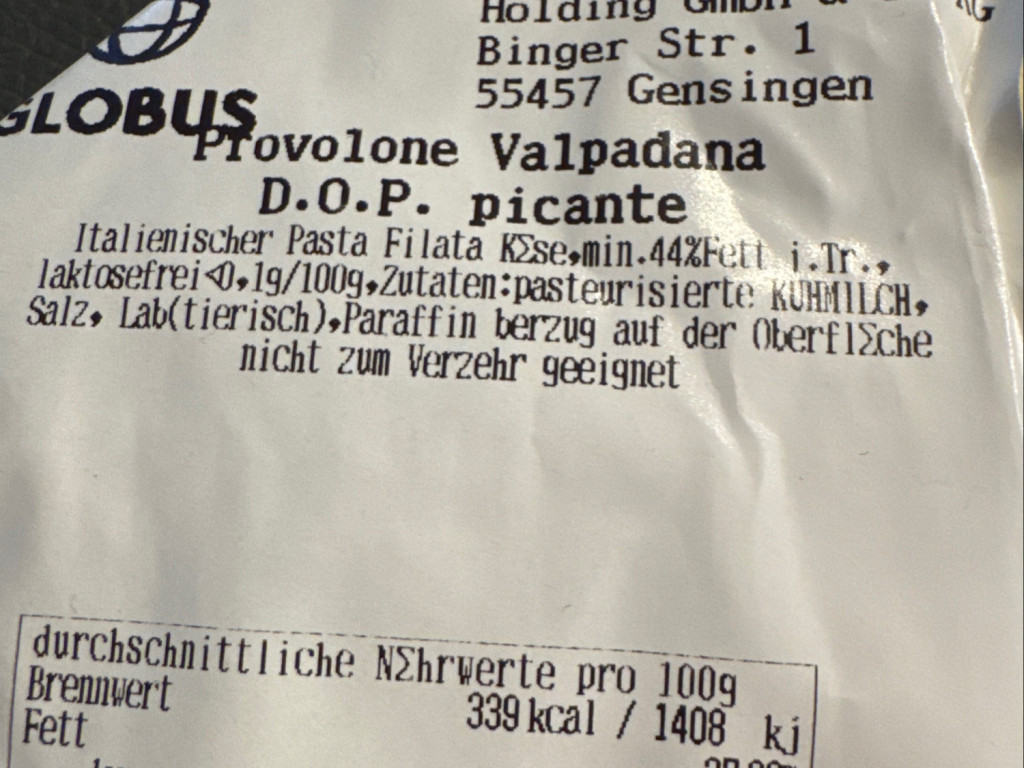 Holding GmbH
Binger Str. 1
55457 Gensingen
GLOBUS
Provolone Valpadana
D.O.P. picante
Italienischer Pasta Filata KΣse,min.44%Fett i.Tr.,
laktosefrei<0,1g/100g,Zutaten:pasteurisierte KUHMILCH,
Salz, Lab(tierisch),Paraffin berzug auf der OberflΣche
nicht zum Verzehr geeignet
durchschnittliche NΣhrwerte pro 100g
Brennwert 339kcal / 1408 kj
Fett